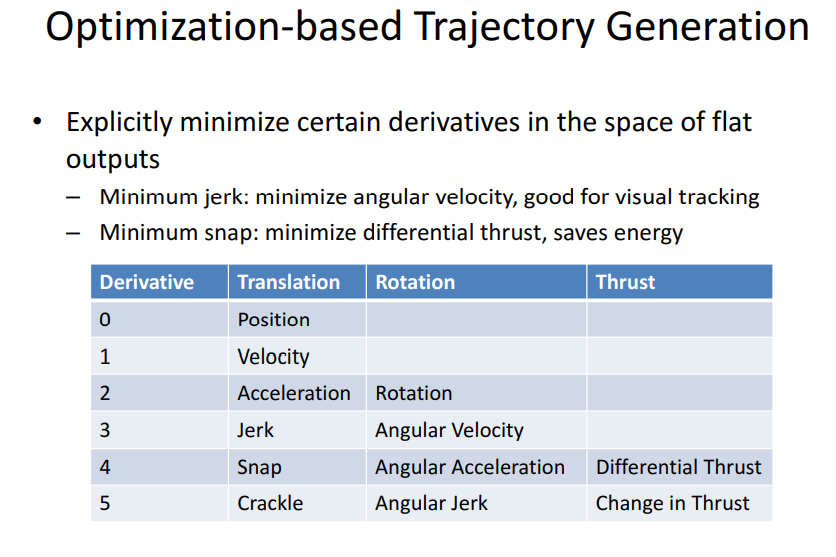 Optimization-based Trajectory Generation
• Explicitly minimize certain derivatives in the space of flat
outputs
– Minimum jerk: minimize angular velocity, good for visual tracking
– Minimum snap: minimize differential thrust, saves energy
Derivative Translation Rotation Thrust
0 Position
1 Velocity
2 Acceleration Rotation
3 Jerk Angular Velocity
4 Snap Angular Acceleration Differential Thrust
5 Crackle Angular Jerk Change in Thrust